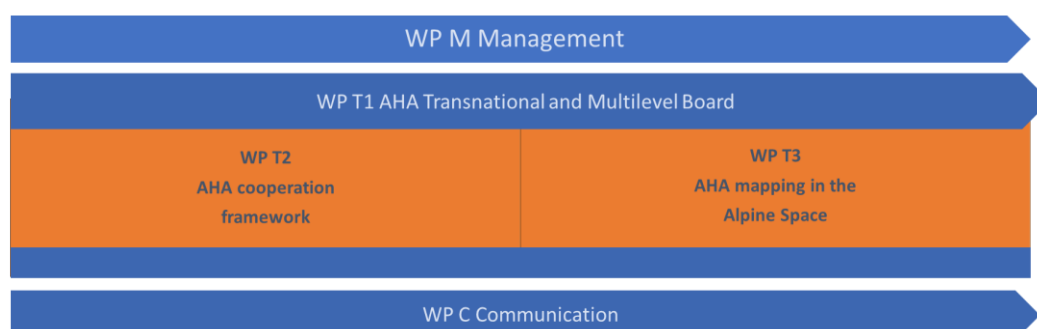 WP M Management
WP T1 AHA Transnational and Multilevel Board
WP T2
AHA cooperation
framework
WP T3
AHA mapping in the
Alpine Space
WP C Communication